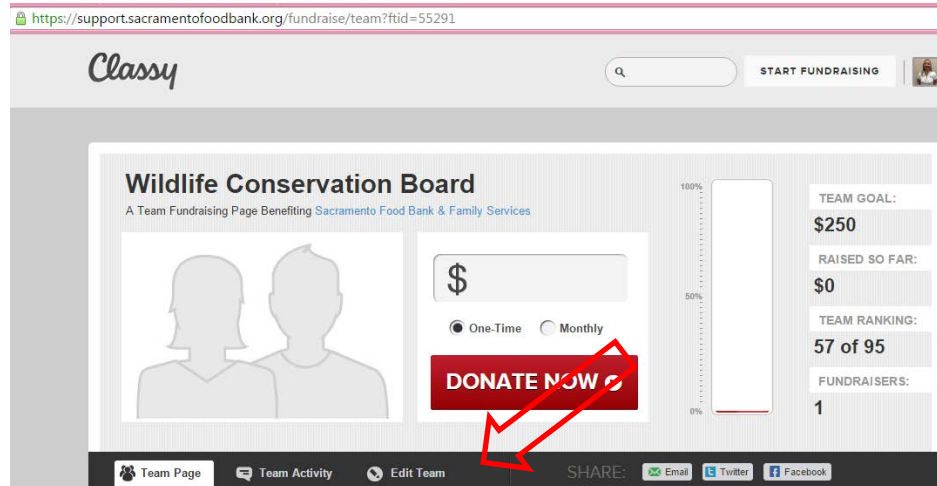 https://support.sacramentofoodbank.org/fundraise/team?ftid=55291
Classy
START FUNDRAISING
Wildlife Conservation Board
A Team Fundraising Page Benefiting Sacramento Food Bank & Family Services
$
One-Time Monthly
DONATE NOW
100%
50%
0%
TEAM GOAL:
$250
RAISED SO FAR:
$0
TEAM RANKING:
57 of 95
FUNDRAISERS:
1
Team Page Team Activity Edit Team SHARE: Email Twitter Facebook